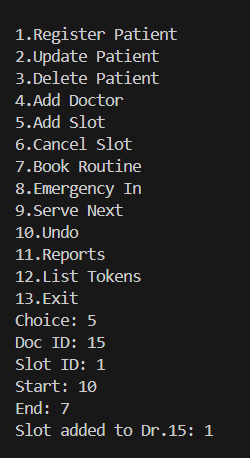 1.Register Patient
2.Update Patient
3.Delete Patient
4.Add Doctor
5.Add Slot
6.Cancel Slot
7.Book Routine
8.Emergency In
9.Serve Next
10.Undo
11.Reports
12.List Tokens
13.Exit
Choice: 5
Doc ID: 15
Slot ID: 1
Start: 10
End: 7
Slot added to Dr.15: 1